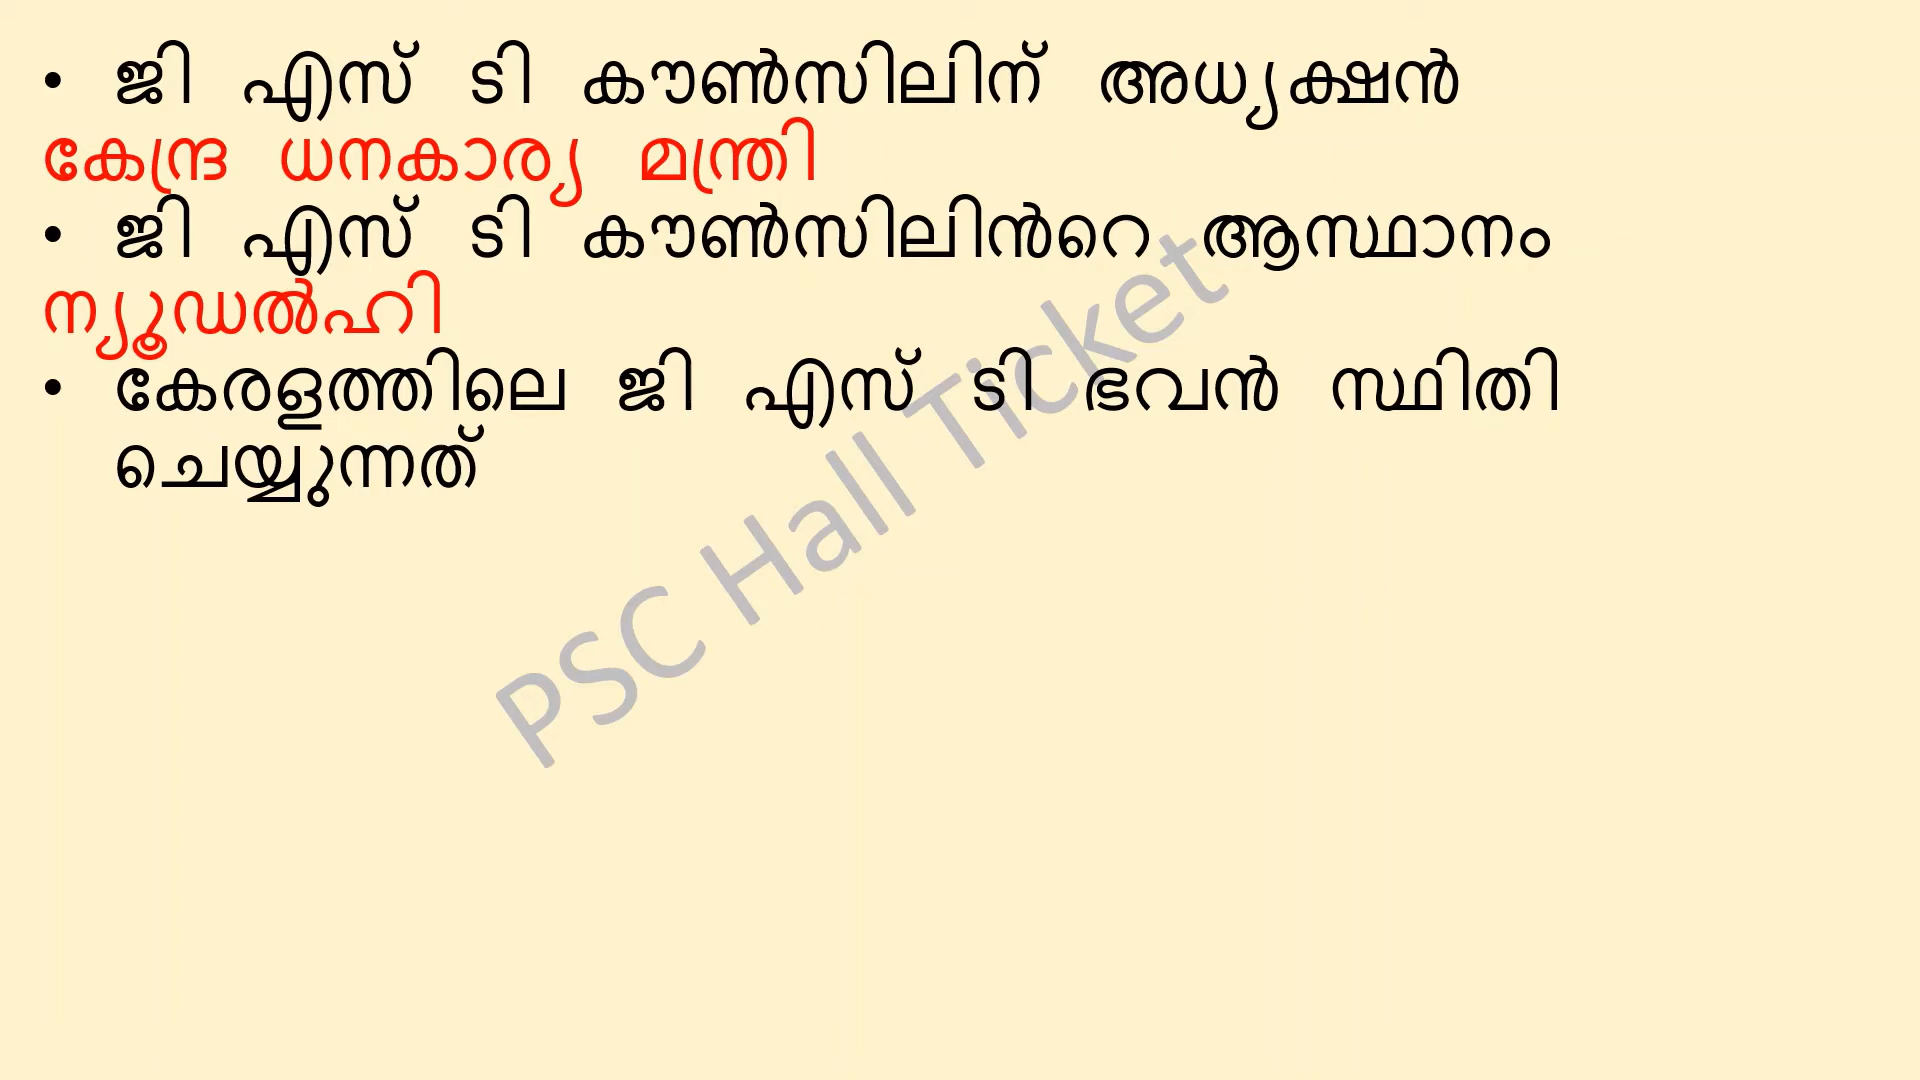 • ജി എസ് ടി കൗൺസിലിന് അധ്യക്ഷൻ
കേന്ദ്ര ധനകാര്യ മന്ത്രി
• ജി എസ് ടി കൗൺസിലിൻറെ ആസ്ഥാനം
ന്യൂഡൽഹി
• കേരളത്തിലെ ജി എസ് ടി ഭവൻ സ്ഥിതി
ചെയ്യുന്നത്
PSC Hall Ticket